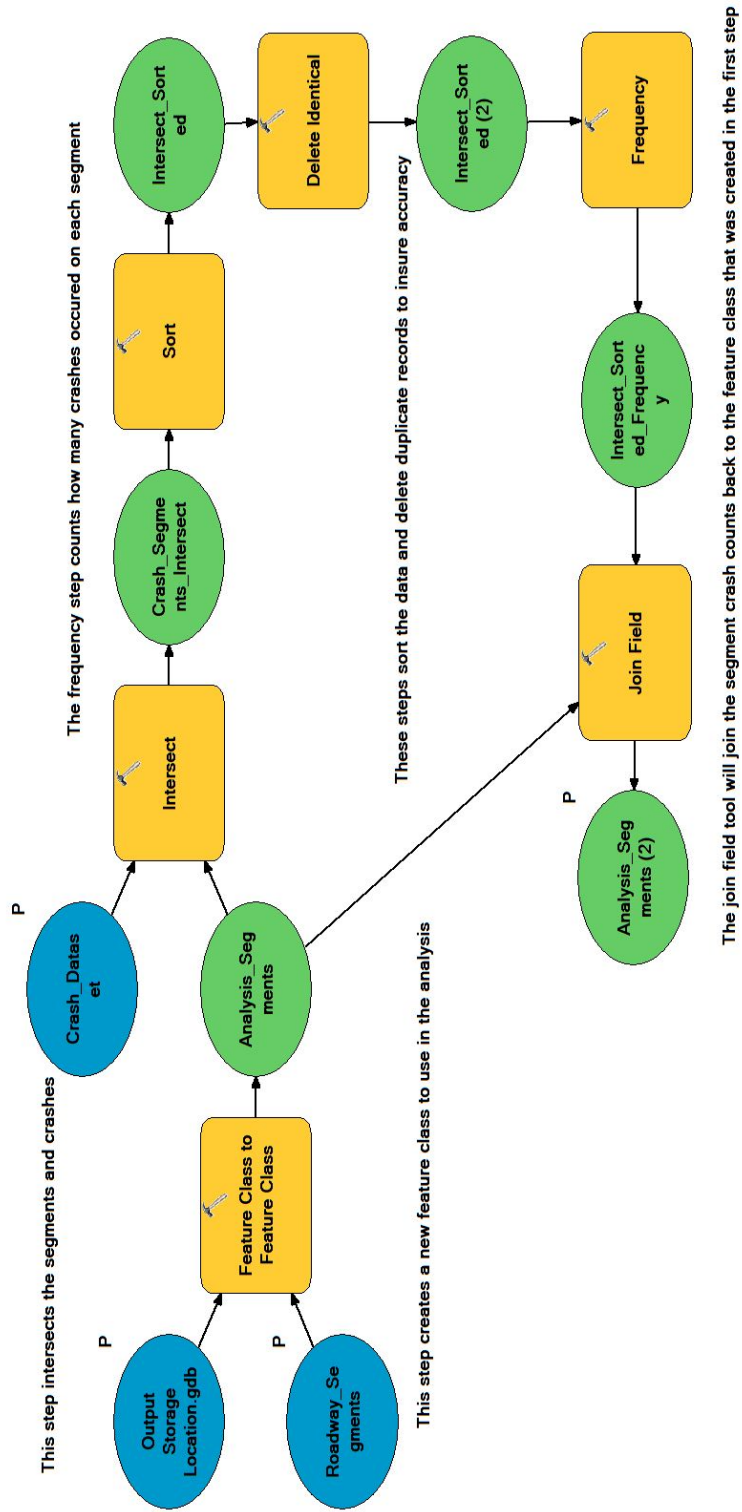 This step intersects the segments and crashes
The frequency step counts how many crashes occured on each segment
P
Output
Storage
Location.gdb
P
Roadway_Se
gments
Feature Class to
Feature Class
P
Crash_Datas
et
Analysis_Seg
ments
Intersect
Crash_Segme
nts_Intersect
Sort
Intersect_Sort
ed
Delete Identical
This step creates a new feature class to use in the analysis
These steps sort the data and delete duplicate records to insure accuracy
Intersect_Sort
ed (2)
Frequency
Intersect_Sort
ed_Frequenc
y
Join Field
P
Analysis_Seg
ments (2)
The join field tool will join the segment crash counts back to the feature class that was created in the first step